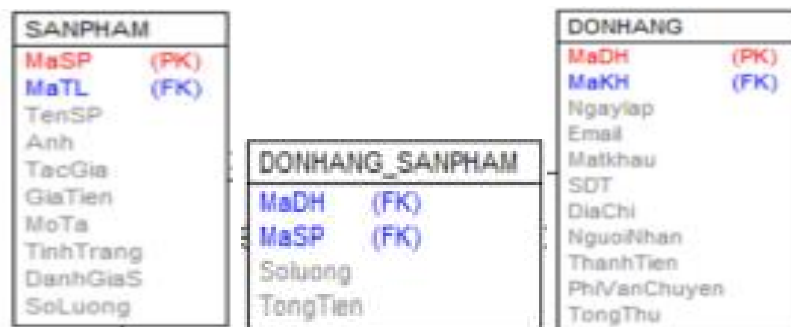 SANPHAM
MaSP (PK)
MaTL (FK)
TenSP
Anh
TacGia
GiaTien
MoTa
TinhTrang
DanhGiaS
SoLuong
DONHANG_SANPHAM
MaDH (FK)
MaSP (FK)
Soluong
TongTien
DONHANG
MaDH (PK)
MaKH (FK)
Ngaylap
Email
Matkhau
SDT
DiaChi
NguoiNhan
ThanhTien
PhiVanChuyen
TongThu